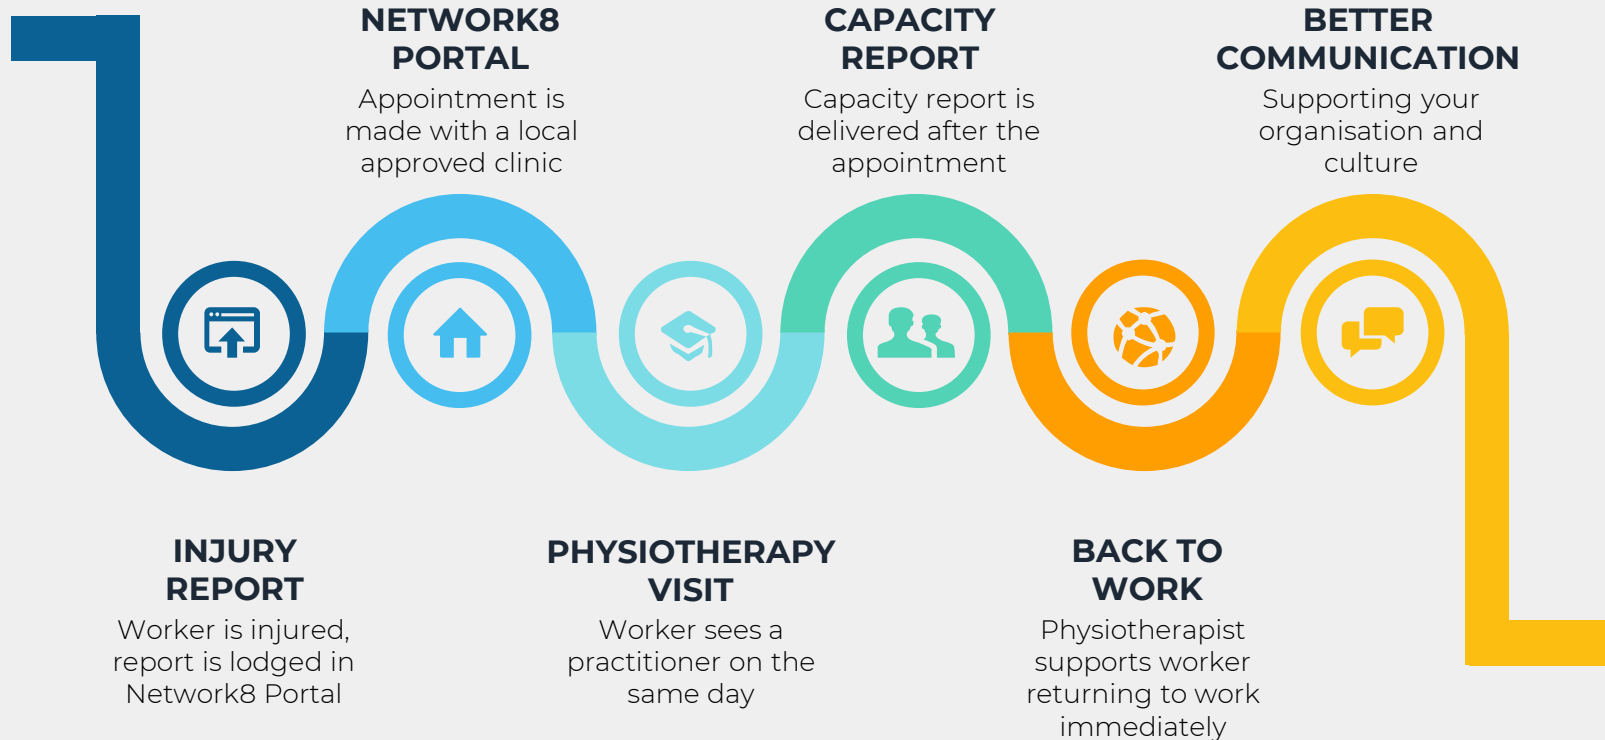 NETWORK8
PORTAL
Appointment is
made with a local
approved clinic
CAPACITY
REPORT
Capacity report is
delivered after the
appointment
BETTER
COMMUNICATION
Supporting your
organisation and
culture
INJURY
REPORT
Worker is injured,
report is lodged in
Network8 Portal
PHYSIOTHERAPY
VISIT
Worker sees a
practitioner on the
same day
BACK TO
WORK
Physiotherapist
supports worker
returning to work
immediately